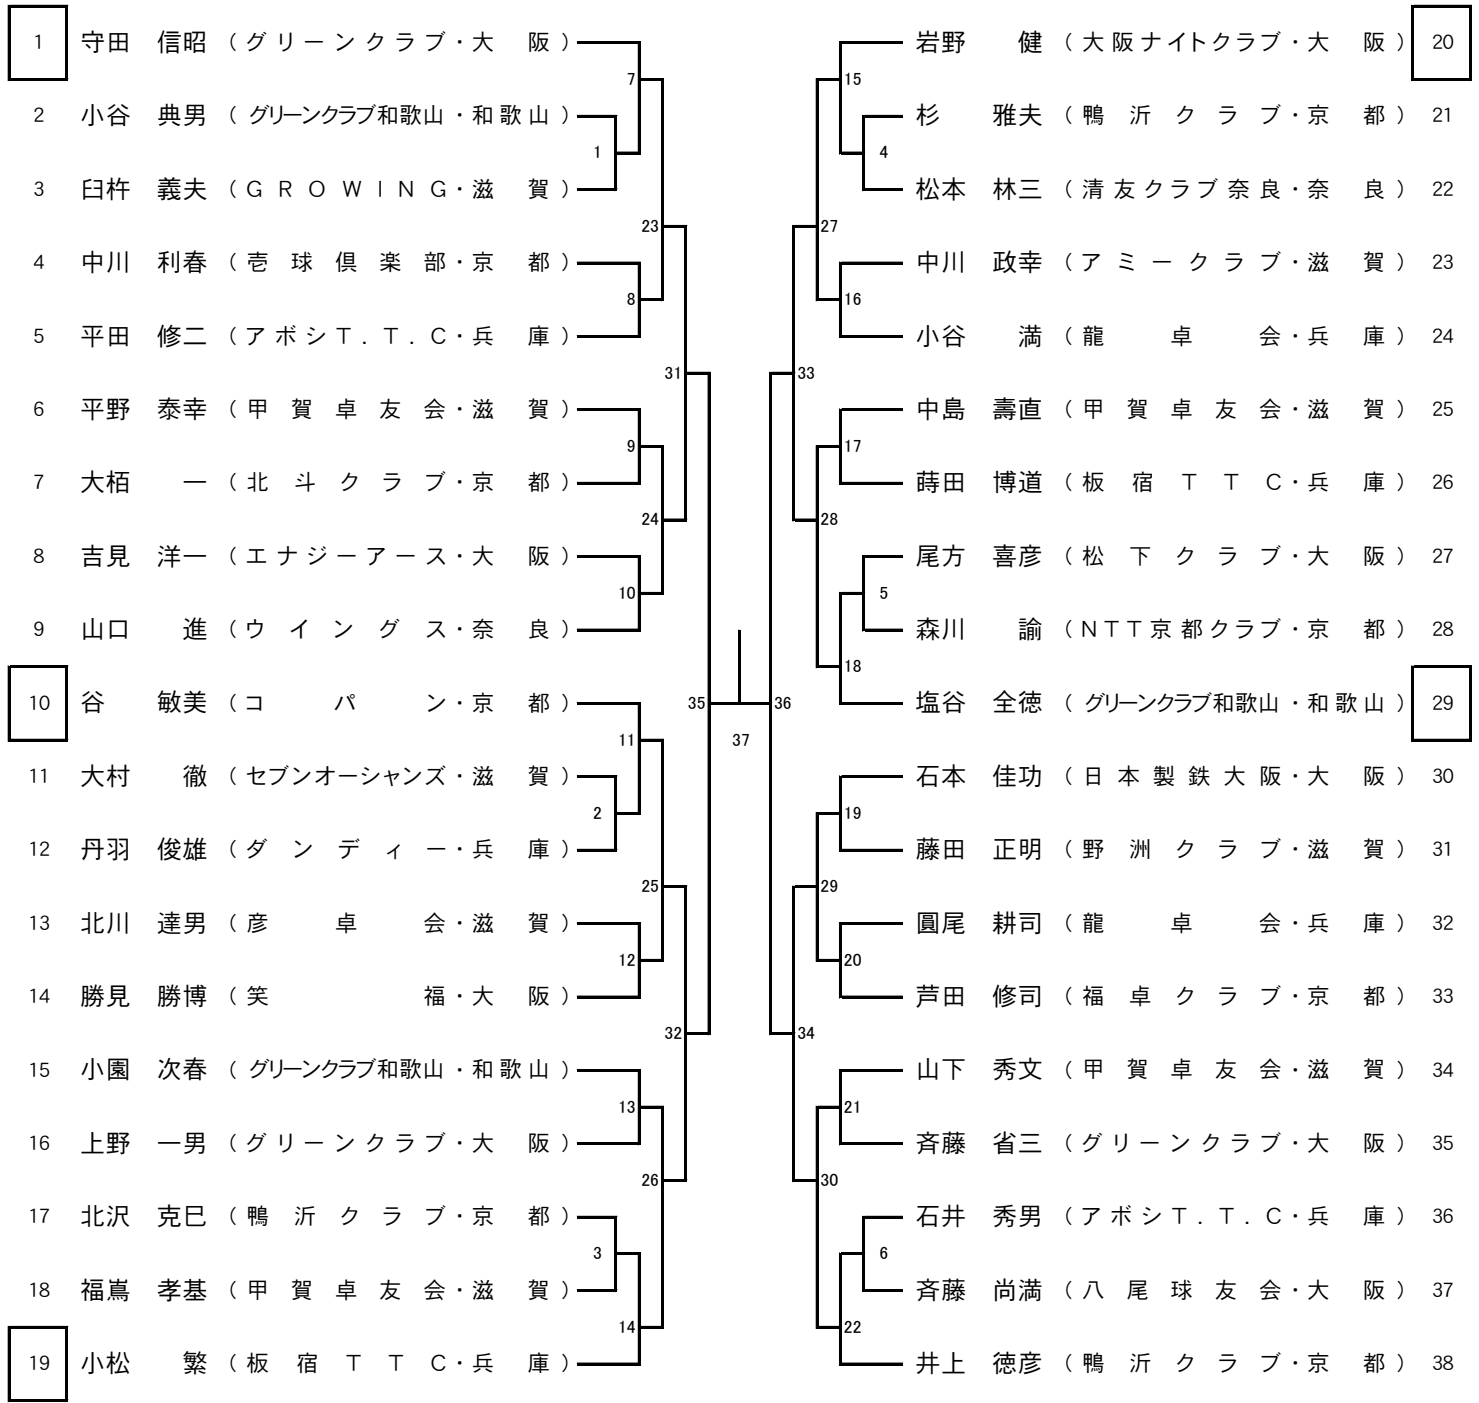 1 守田 信昭 (グリーンクラブ・大 阪)
7
2 小谷 典男 (グリーンクラブ和歌山・和歌山)
1
3 臼杵 義夫 (GROWING・滋 賀)
23
4 中川 利春 (壱球倶楽部・京 都)
8
5 平田 修二 (アボシT.T.C・兵 庫)
31
6 平野 泰幸 (甲賀卓友会・滋 賀)
9
7 大栢 一 (北斗クラブ・京 都)
24
8 吉見 洋一 (エナジーアース・大 阪)
10
9 山口 進 (ウイングス・奈 良)
10 谷 敏美 (コパン・京 都)
35
11
11 大村 徹 (セブンオーシャンズ・滋 賀)
2
12 丹羽 俊雄 (ダンディー・兵 庫)
25
13 北川 達男 (彦卓会・滋 賀)
12
14 勝見 勝博 (笑福・大 阪)
32
15 小園 次春 (グリーンクラブ和歌山・和歌山)
13
16 上野 一男 (グリーンクラブ・大 阪)
26
17 北沢 克巳 (鴨沂クラブ・京 都)
3
18 福嶌 孝基 (甲賀卓友会・滋 賀)
14
19 小松 繁 (板宿TTC・兵 庫)
37
岩野 健 (大阪ナイトクラブ・大 阪) 20
15
杉 雅夫 (鴨沂クラブ・京 都) 21
4
松本 林三 (清友クラブ奈良・奈 良) 22
27
中川 政幸 (アミークラブ・滋 賀) 23
16
小谷 満 (龍卓会・兵 庫) 24
33
中島 壽直 (甲賀卓友会・滋 賀) 25
17
蒔田 博道 (板宿TTC・兵 庫) 26
28
尾方 喜彦 (松下クラブ・大 阪) 27
5
森川 諭 (NTT京都クラブ・京 都) 28
18
塩谷 全徳 (グリーンクラブ和歌山・和歌山) 29
36
石本 佳功 (日本製鉄大阪・大 阪) 30
19
藤田 正明 (野洲クラブ・滋 賀) 31
29
圓尾 耕司 (龍卓会・兵 庫) 32
20
芦田 修司 (福卓クラブ・京 都) 33
34
山下 秀文 (甲賀卓友会・滋 賀) 34
21
斉藤 省三 (グリーンクラブ・大 阪) 35
30
石井 秀男 (アボシT.T.C・兵 庫) 36
6
斉藤 尚満 (八尾球友会・大 阪) 37
22
井上 徳彦 (鴨沂クラブ・京 都) 38